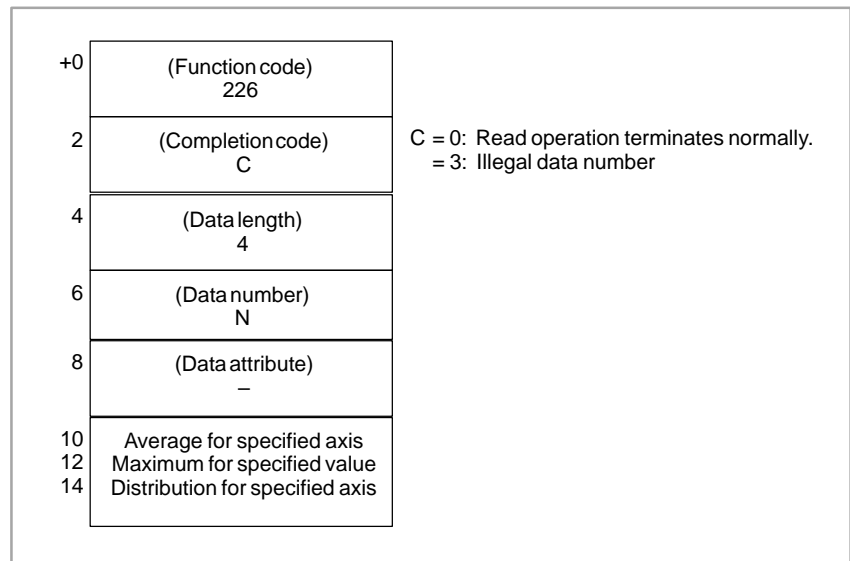 +0 (Function code)
226
2 (Completion code)
C
C = 0: Read operation terminates normally.
= 3: Illegal data number
4 (Data length)
4
6 (Data number)
N
8 (Data attribute)
–
10 Average for specified axis
12 Maximum for specified value
14 Distribution for specified axis